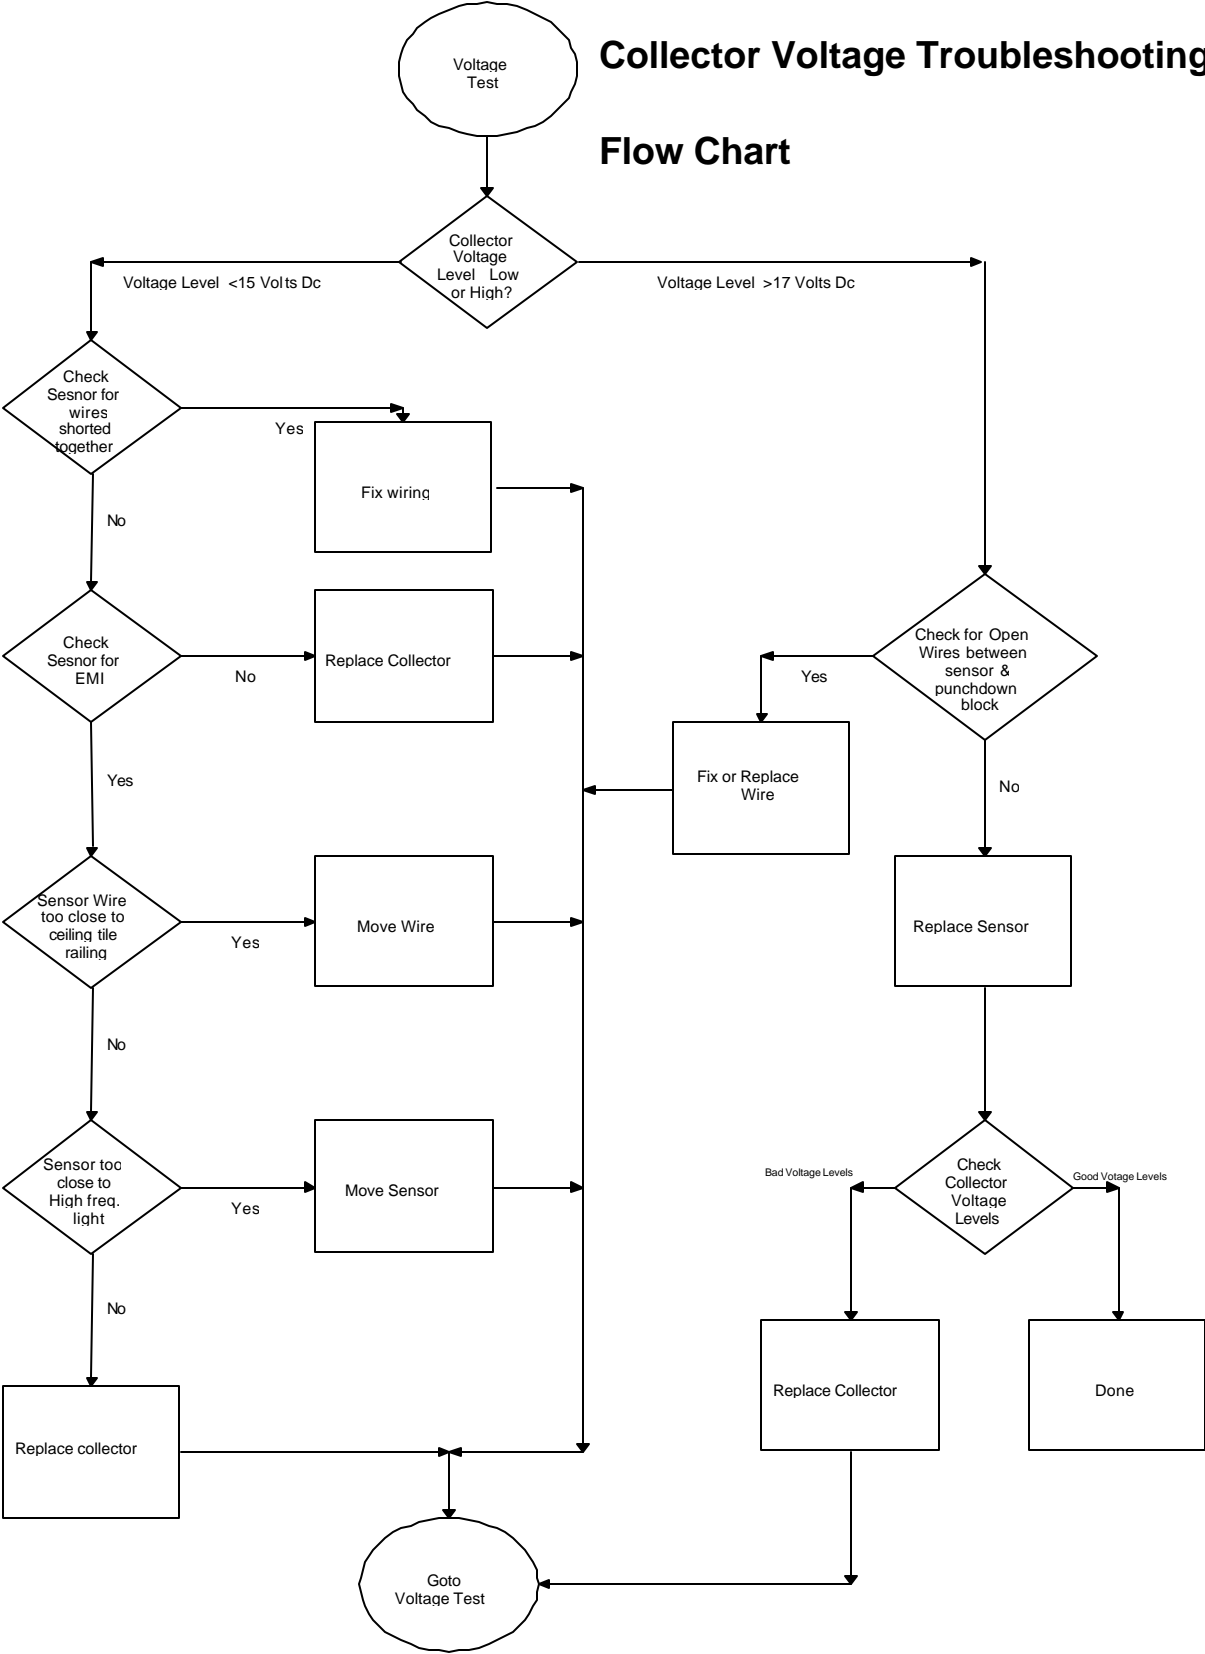 Collector Voltage Troubleshooting
Flow Chart
Voltage
Test
Collector
Voltage
Level Low
or High?
Voltage Level <15 Volts Dc
Voltage Level >17 Volts Dc
Check
Sesnor for
wires
shorted
together
Yes
Fix wiring
No
Check
Sesnor for
EMI
No
Replace Collector
Yes
Check for Open
Wires between
sensor &
punchdown
block
Yes
Fix or Replace
Wire
No
Replace Sensor
Sensor Wire
too close to
ceiling tile
railing
Yes
Move Wire
No
Sensor too
close to
High freq.
light
Yes
Move Sensor
No
Bad Voltage Levels
Check
Collector
Voltage
Levels
Good Votage Levels
Replace collector
Replace Collector
Done
Goto
Voltage Test